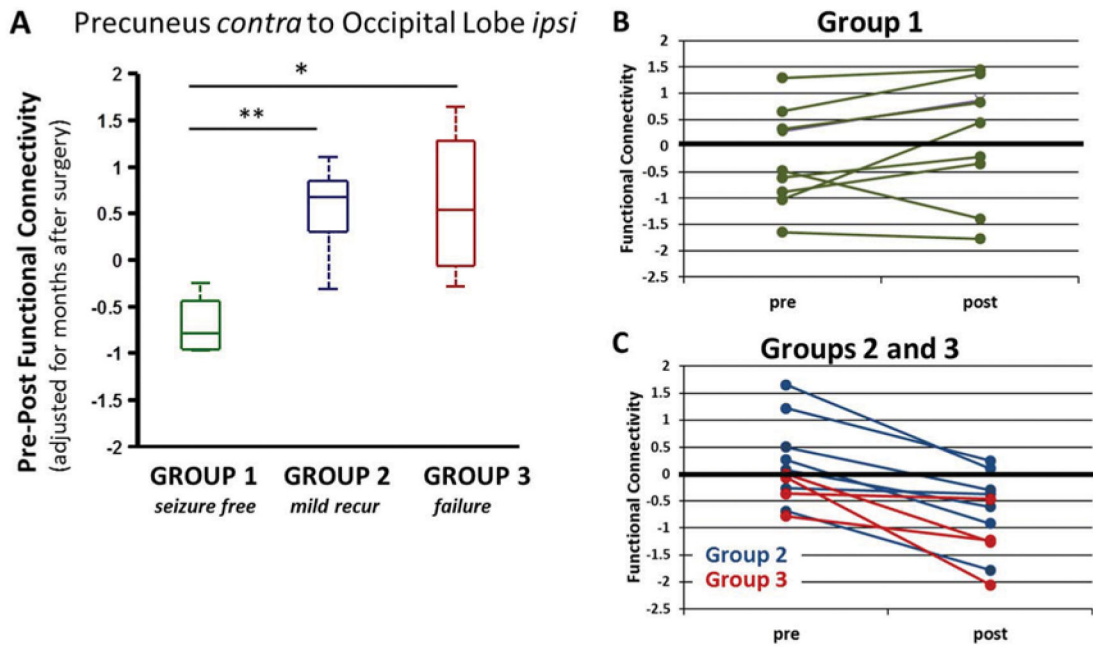 A Precuneus contra to Occipital Lobe ipsi
Pre-Post Functional Connectivity
(adjusted for months after surgery)
2
1.5
1
0.5
0
-0.5
-1
-1.5
-2
*
**
GROUP 1
seizure free
GROUP 2
mild recur
GROUP 3
failure
B Group 1
Functional Connectivity
2
1.5
1
0.5
0
-0.5
-1
-1.5
-2
-2.5
pre post
C Groups 2 and 3
Functional Connectivity
2
1.5
1
0.5
0
-0.5
-1
-1.5
-2
-2.5
Group 2
Group 3
pre post